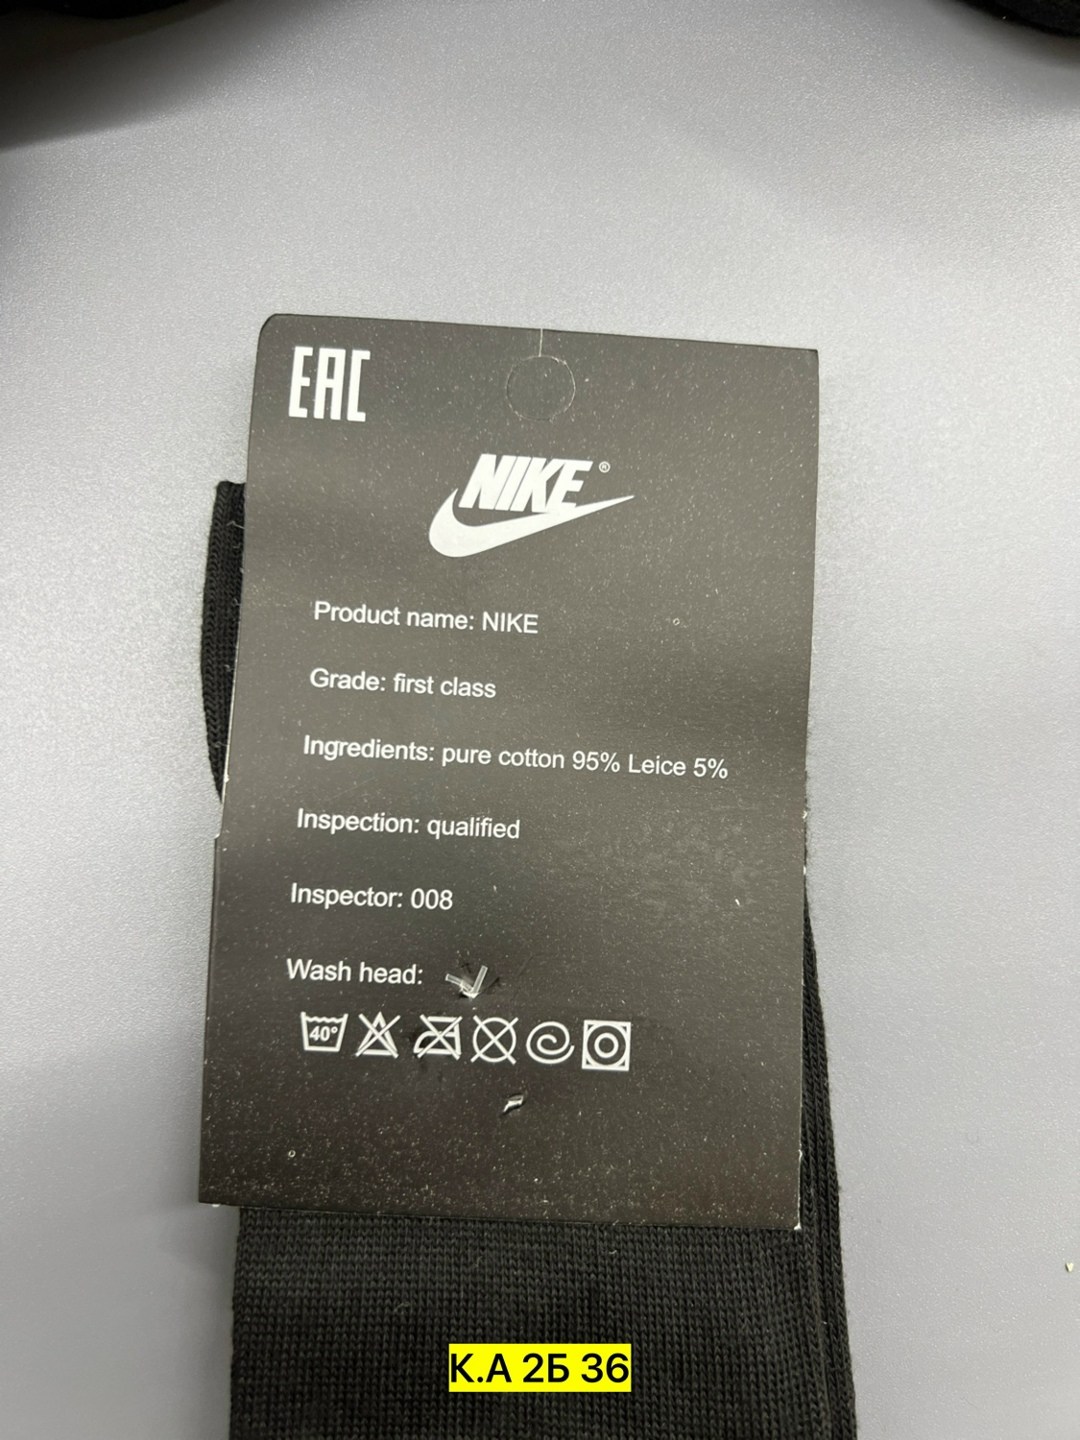 EAC
NIKE ®
Product name: NIKE
Grade: first class
Ingredients: pure cotton 95% Leice 5%
Inspection: qualified
Inspector: 008
Wash head:
40°
К.А 2Б 36